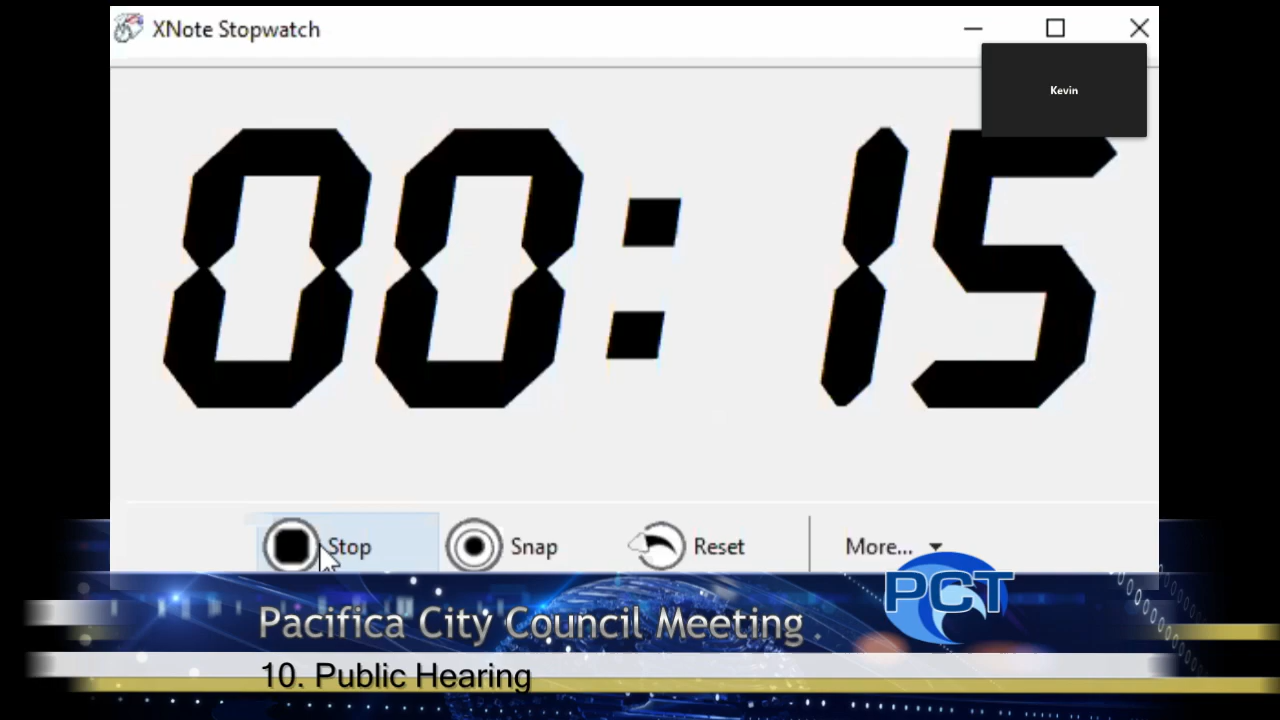 XNote Stopwatch
Kevin
00:15
Stop
Snap
Reset
More...
PCT
Pacifica City Council Meeting
10. Public Hearing